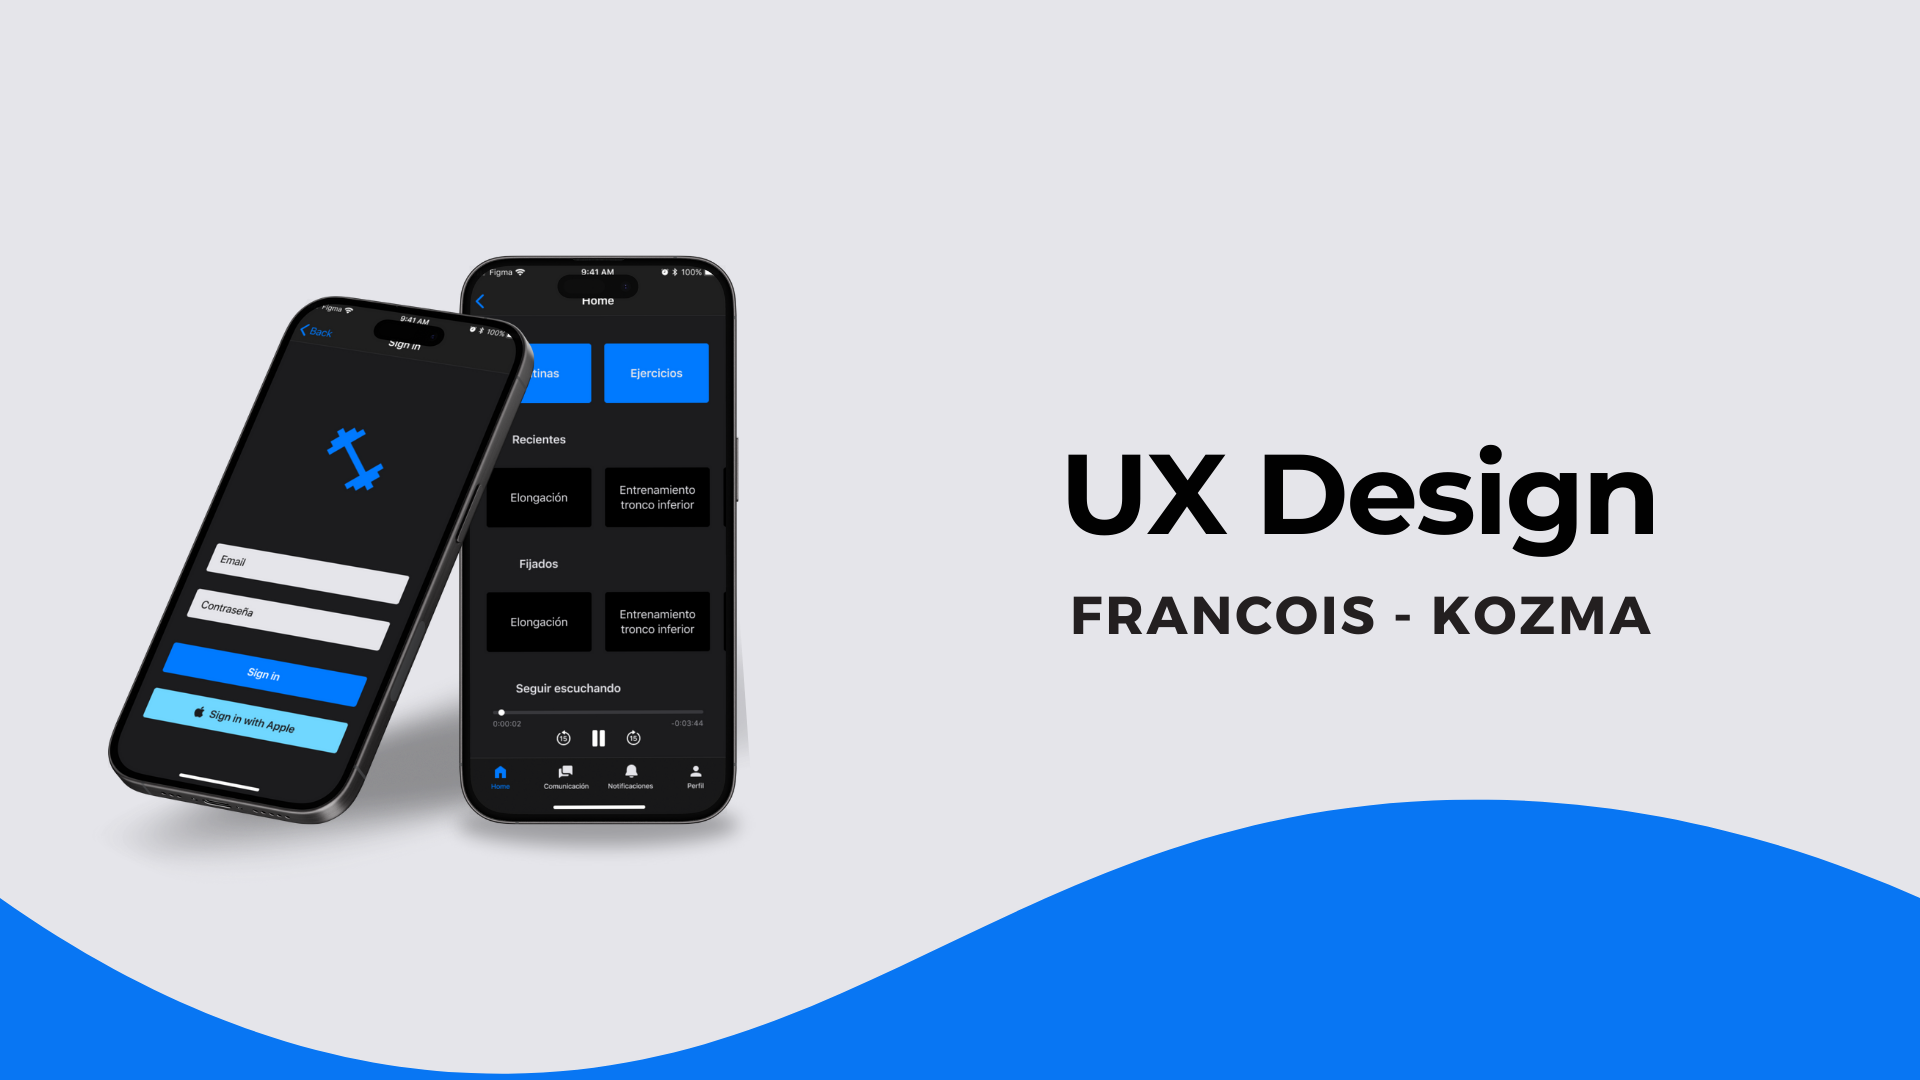 Figma
9:41 AM
100%
Back
Sign in
Email
Contraseña
Sign in
Sign in with Apple
Figma
9:41 AM
100%
Home
tinas
Ejercicios
Recientes
Elongación
Entrenamiento
tronco inferior
Fijados
Elongación
Entrenamiento
tronco inferior
Seguir escuchando
0:00:02
-0:03:44
15
15
Home
Comunicación
Notificaciones
Perfil
UX Design
FRANCOIS - KOZMA